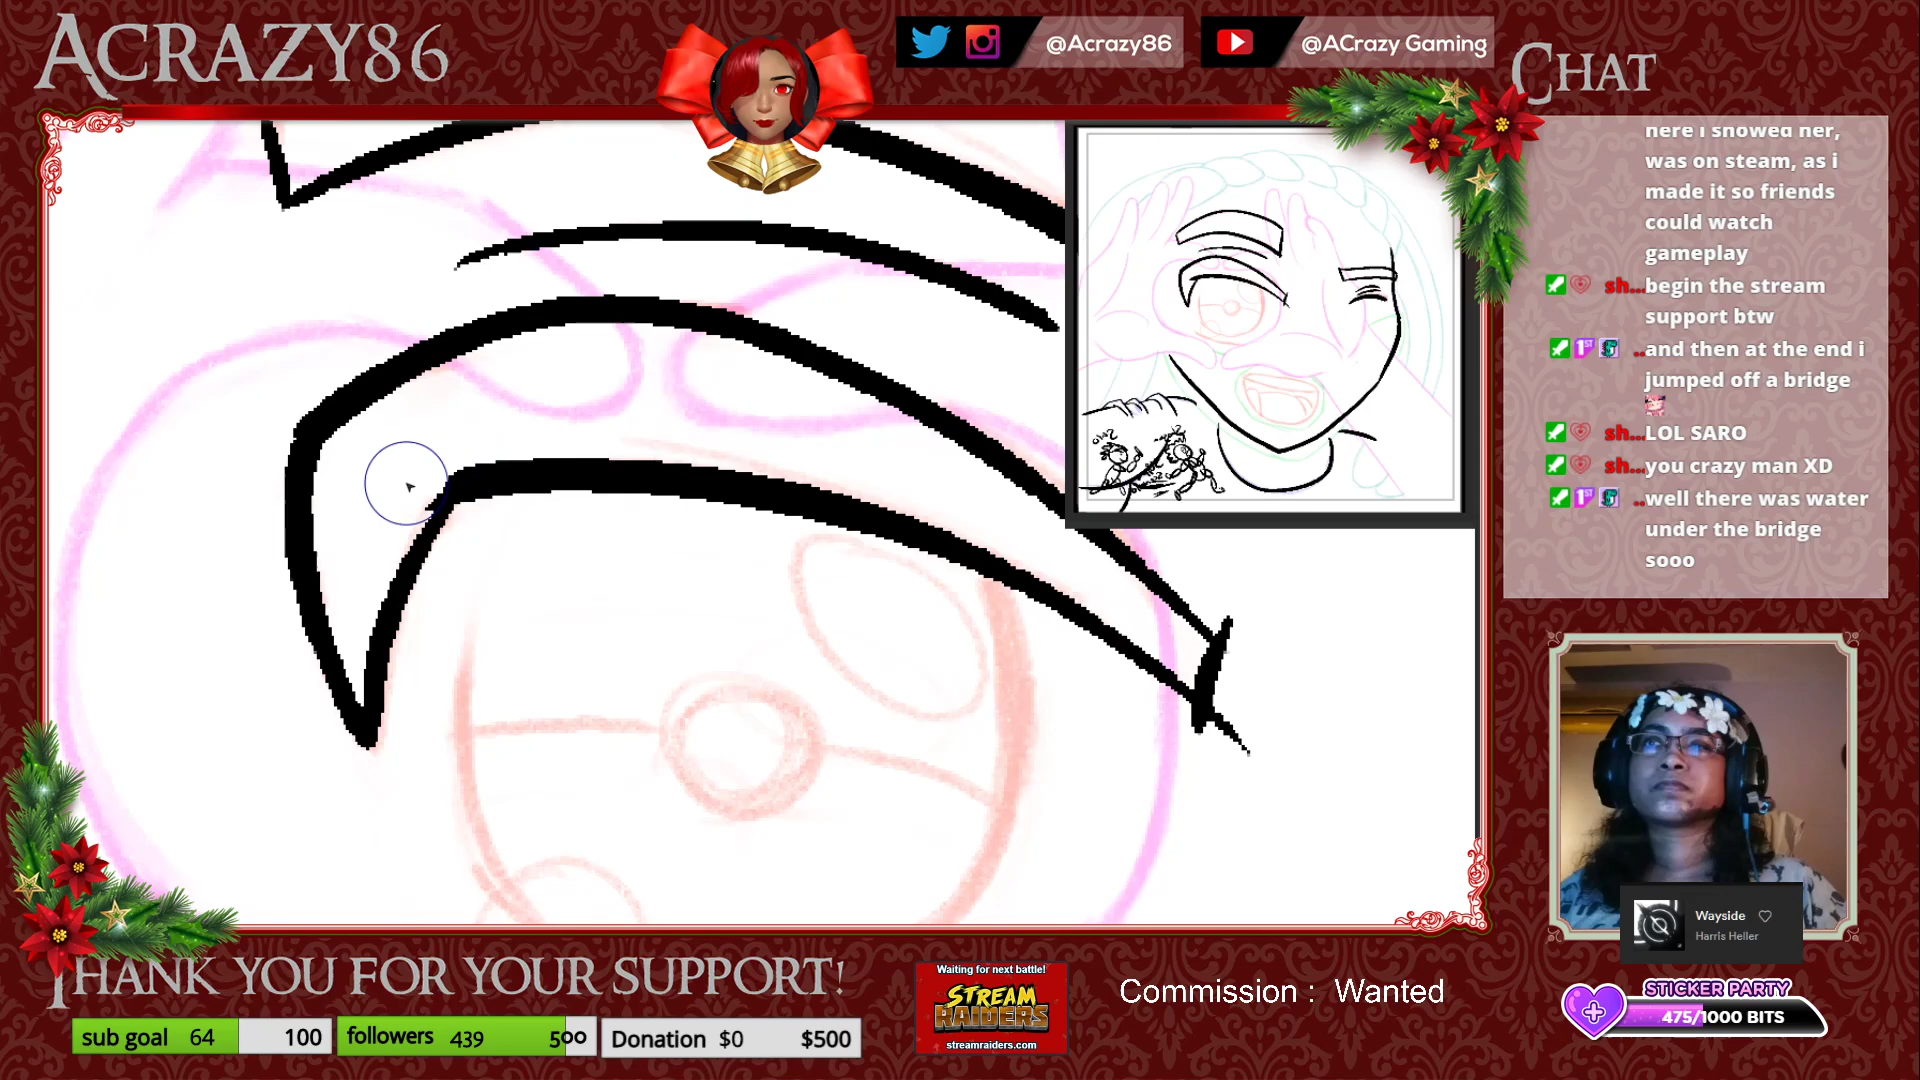 ACRAZY86
@Acrazy86
@ACrazy Gaming
CHAT
here i showed her,
was on steam, as i
made it so friends
could watch
gameplay
sh...begin the stream
support btw
1ST ..and then at the end i
jumped off a bridge
sh...LOL SARO
sh...you crazy man XD
1ST ..well there was water
under the bridge
sooo
Wayside
Harris Heller
THANK YOU FOR YOUR SUPPORT!
Waiting for next battle!
STREAM
RAIDERS
streamraiders.com
Commission : Wanted
STICKER PARTY
475/1000 BITS
sub goal 64 100
followers 439 500
Donation $0 $500